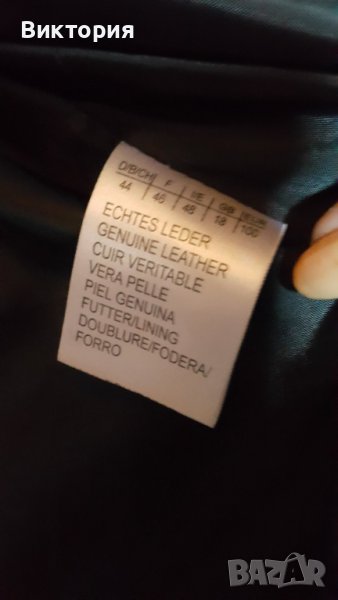 Виктория
D/B/CH F I/E GB
44 46 48 18 100
ECHTES LEDER
GENUINE LEATHER
CUIR VERITABLE
VERA PELLE
PIEL GENUINA
FUTTER/LINING
DOUBLURE/FODERA/
FORRO
bazar.bg